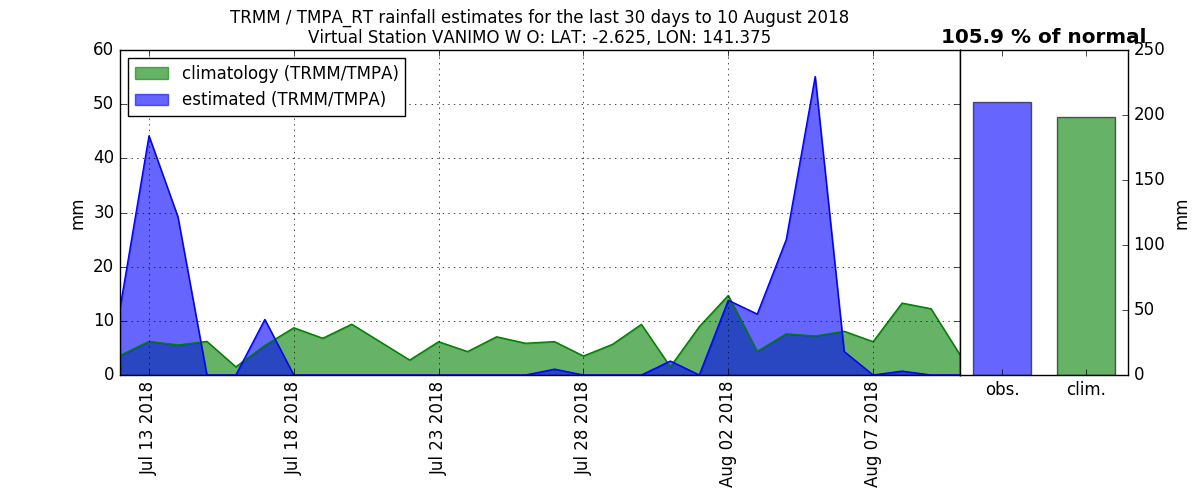 TRMM / TMPA_RT rainfall estimates for the last 30 days to 10 August 2018
Virtual Station VANIMO W O: LAT: -2.625, LON: 141.375
105.9 % of normal
climatology (TRMM/TMPA)
estimated (TRMM/TMPA)
60
50
40
30
20
10
0
mm
Jul 13 2018
Jul 18 2018
Jul 23 2018
Jul 28 2018
Aug 02 2018
Aug 07 2018
250
200
150
100
50
0
mm
obs.
clim.